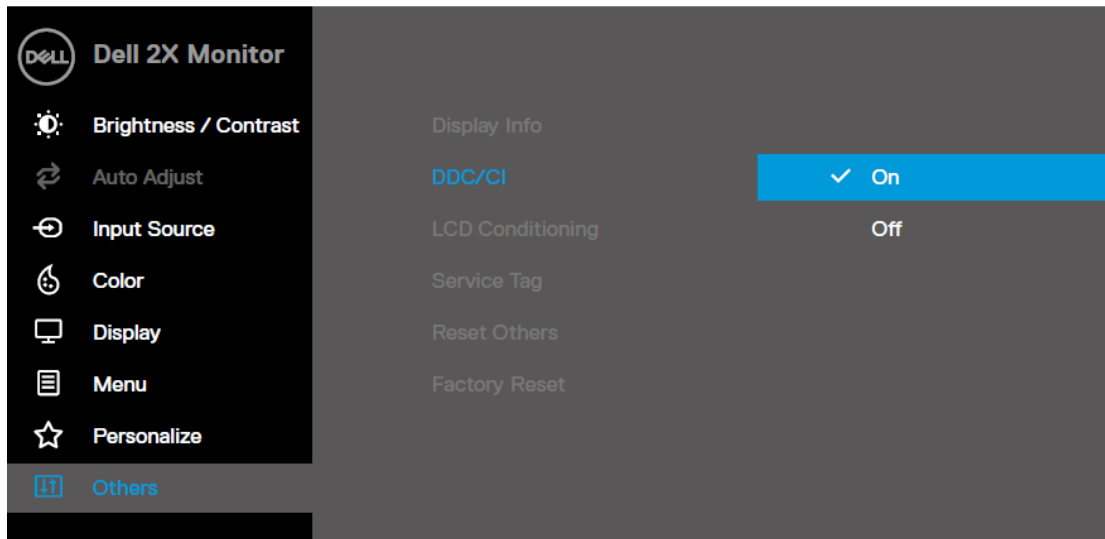 DELL Dell 2X Monitor
Brightness / Contrast
Display Info
Auto Adjust
DDC/CI
On
Input Source
LCD Conditioning
Off
Color
Service Tag
Display
Reset Others
Menu
Factory Reset
Personalize
Others